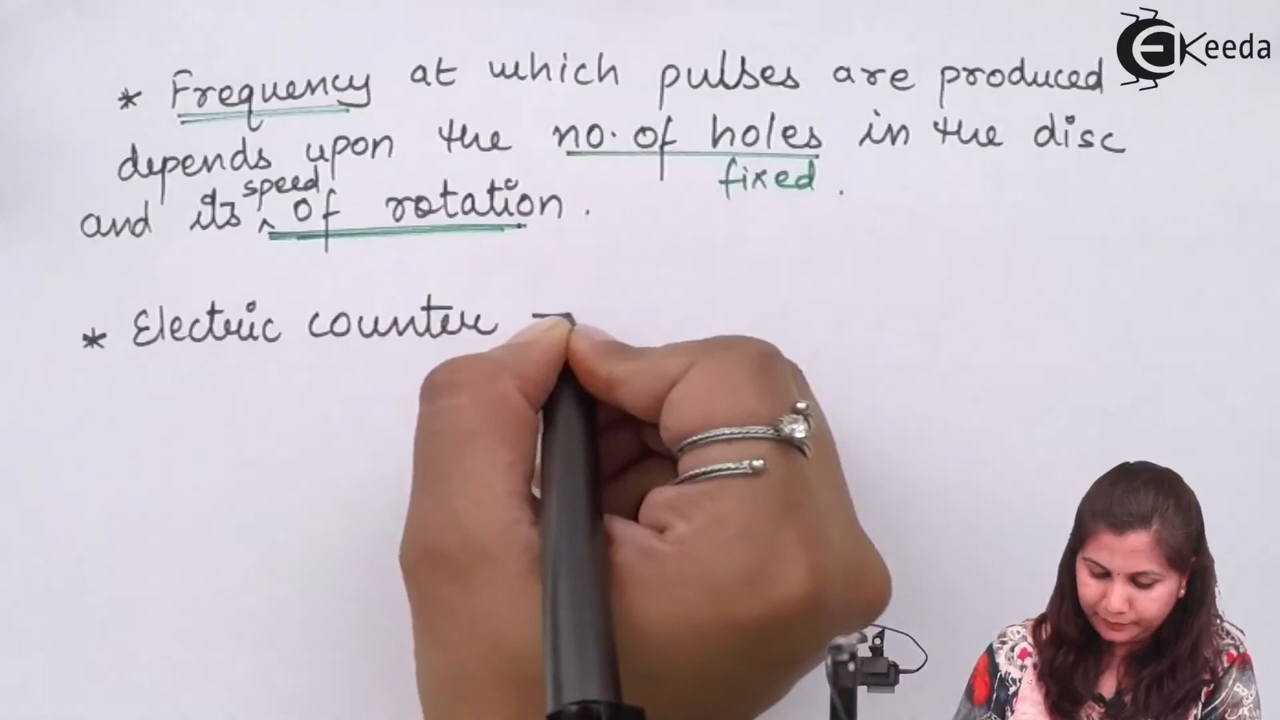 EKeeda
* Frequency at which pulses are produced
depends upon the no. of holes in the disc
fixed.
speed
and its ^ of rotation.
* Electric counter -